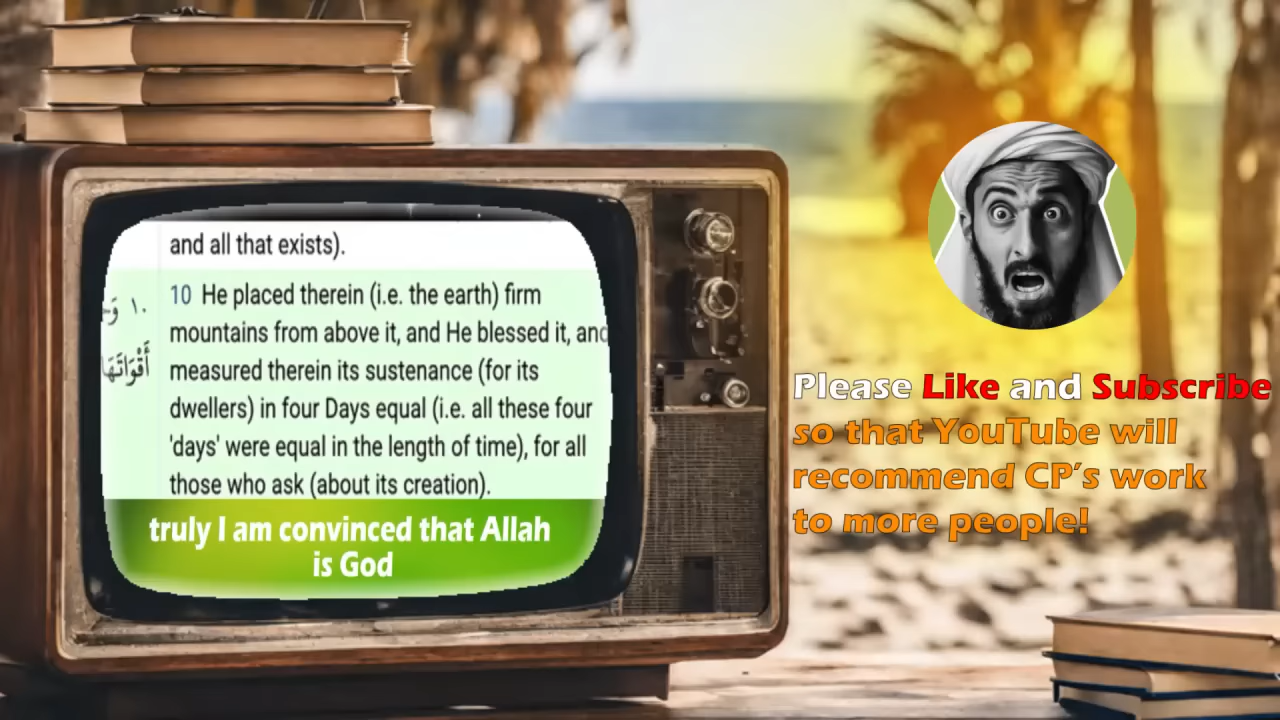 and all that exists).
10 He placed therein (i.e. the earth) firm
mountains from above it, and He blessed it, and
measured therein its sustenance (for its
dwellers) in four Days equal (i.e. all these four
'days' were equal in the length of time), for all
those who ask (about its creation).
١٠
أَقْوَاتَهَا
truly I am convinced that Allah
is God
Please Like and Subscribe
so that YouTube will
recommend CP’s work
to more people!